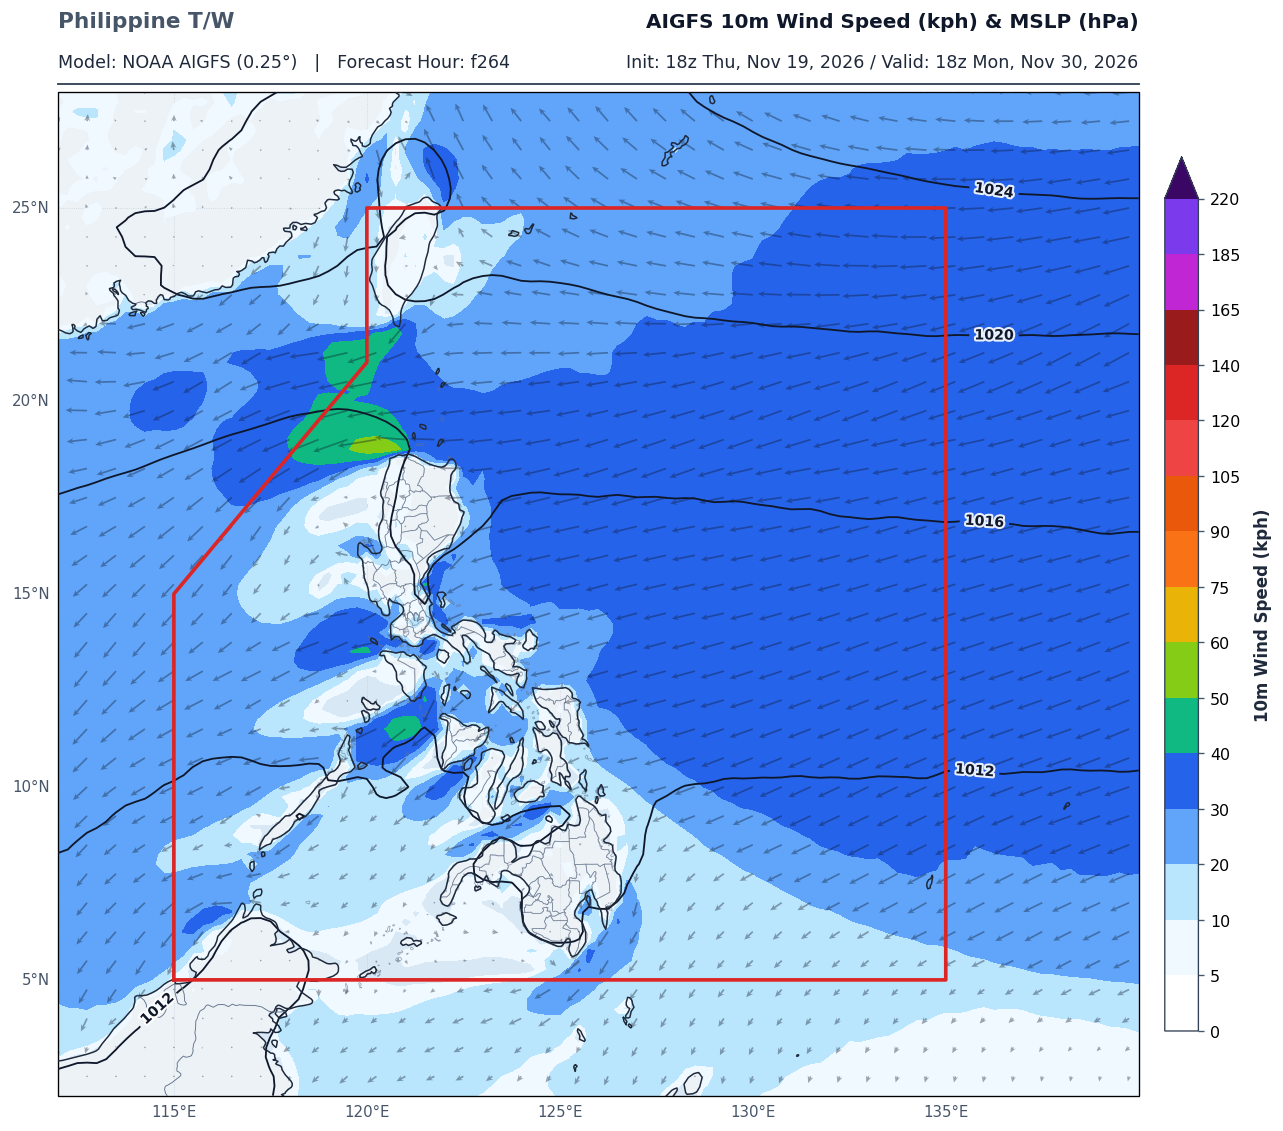 Philippine T/W
AIGFS 10m Wind Speed (kph) & MSLP (hPa)
Model: NOAA AIGFS (0.25°)   |   Forecast Hour: f264
Init: 18z Thu, Nov 19, 2026 / Valid: 18z Mon, Nov 30, 2026
1024
25°N
1020
20°N
1016
15°N
1012
10°N
5°N
1012
115°E
120°E
125°E
130°E
135°E
220
185
165
140
120
105
90
75
60
50
40
30
20
10
5
0
10m Wind Speed (kph)